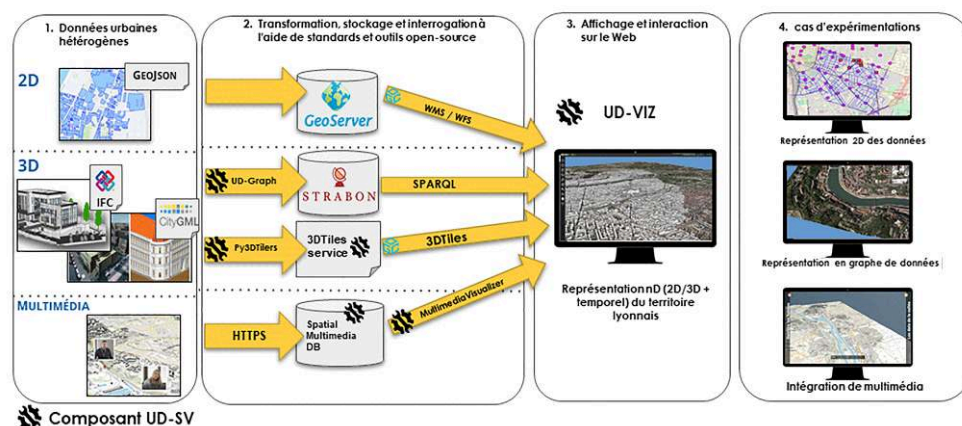 1. Données urbaines
hétérogènes
2D
GEOJSON
3D
IFC
CityGML
MULTIMÉDIA
2. Transformation, stockage et interrogation à
l'aide de standards et outils open-source
GeoServer
WMS / WFS
UD-Graph
STRABON
SPARQL
Py3DTilers
3DTiles
service
3DTiles
HTTPS
Spatial
Multimedia
DB
MultimediaVisualizer
3. Affichage et interaction
sur le Web
UD-VIZ
Représentation nD (2D/3D +
temporel) du territoire
lyonnais
4. cas d'expérimentations
Représentation 2D des données
Représentation en graphe de données
Intégration de multimédia
Composant UD-SV